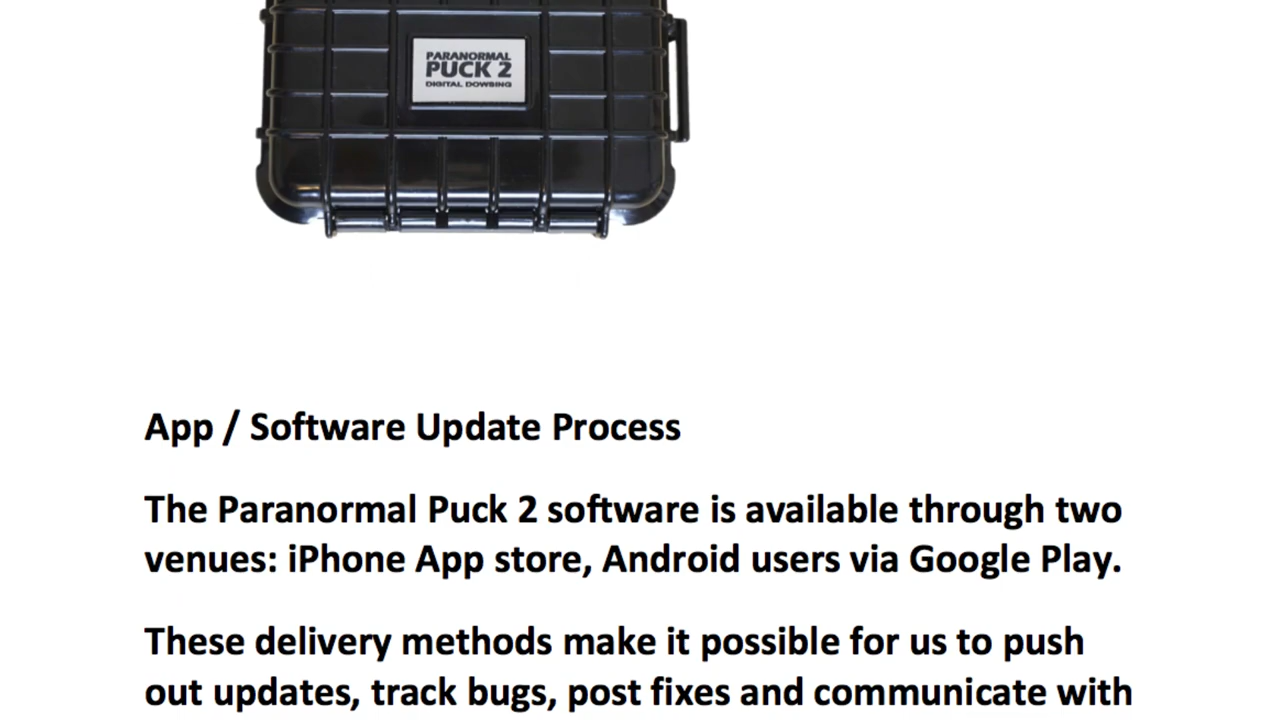 PARANORMAL
PUCK 2
DIGITAL DOWSING
App / Software Update Process
The Paranormal Puck 2 software is available through two
venues: iPhone App store, Android users via Google Play.
These delivery methods make it possible for us to push
out updates, track bugs, post fixes and communicate with